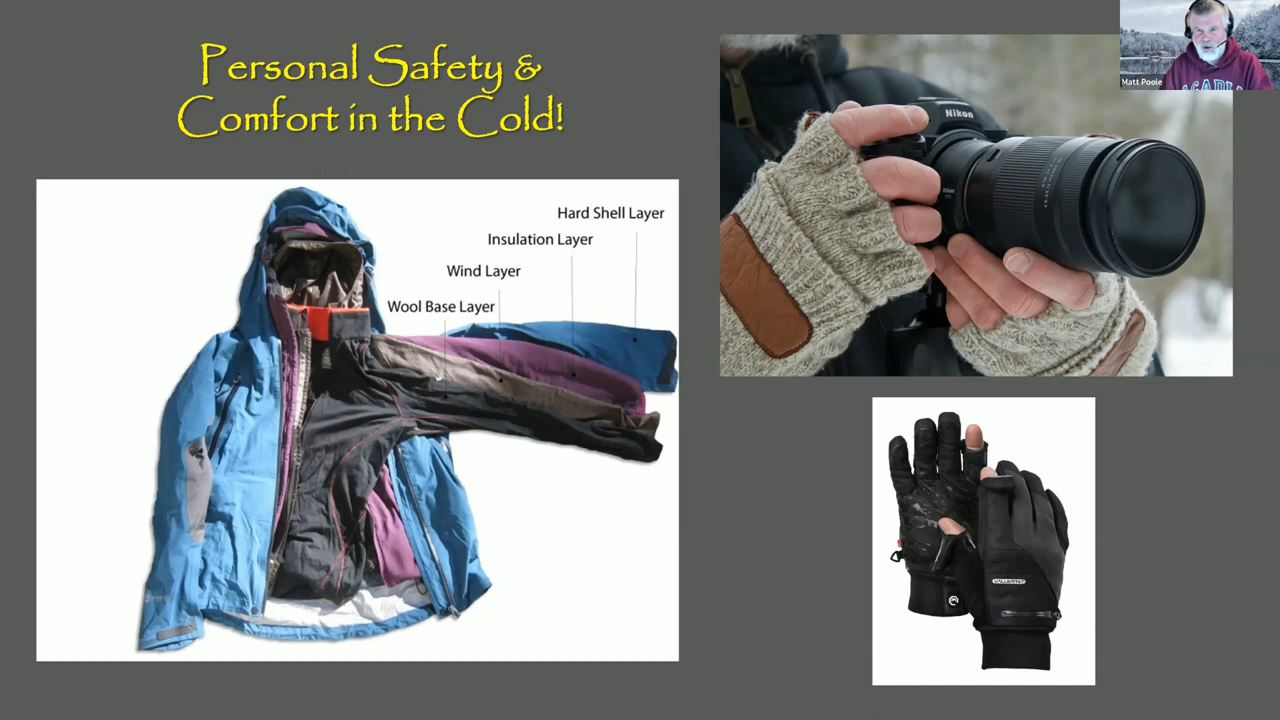 Personal Safety &
Comfort in the Cold!
Hard Shell Layer
Insulation Layer
Wind Layer
Wool Base Layer
Nikon
Matt Poole